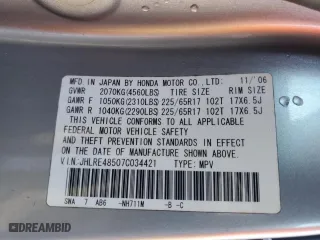 MFD. IN JAPAN BY HONDA MOTOR CO.,LTD. 11/'06
GVWR 2070KG(4560LBS) TIRE SIZE RIM SIZE
GAWR F 1050KG(2310LBS) 225/65R17 102T 17X6.5J
GAWR R 1040KG(2290LBS) 225/65R17 102T 17X6.5J
THIS VEHICLE CONFORMS TO ALL APPLICABLE
FEDERAL MOTOR VEHICLE SAFETY AND
THEFT PREVENTION STANDARDS IN EFFECT ON
THE DATE OF MANUFACTURE SHOWN ABOVE.
V.I.N.:JHLRE48507C034421 TYPE: MPV
SWA 7 AB6 -NH711M -B -C